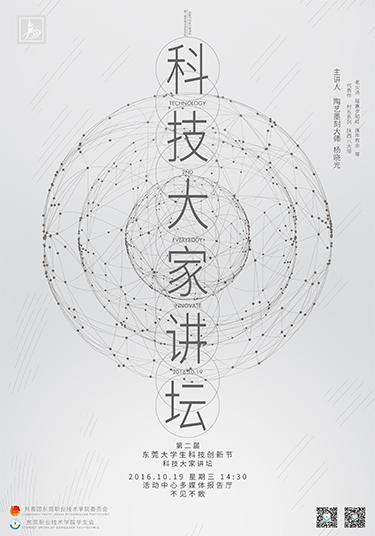 科
TECHNOLOGY
技
2ND
大
EVERYBODY
家
INNOVATE
讲
2016.10.19
坛
主讲人 陶艺墨刻大师 杨晓光
第二届
东莞大学生科技创新节
科技大家讲坛
2016.10.19 星期三 14:30
活动中心多媒体报告厅
不见不散
共青团东莞职业技术学院委员会
东莞职业技术学院学生会